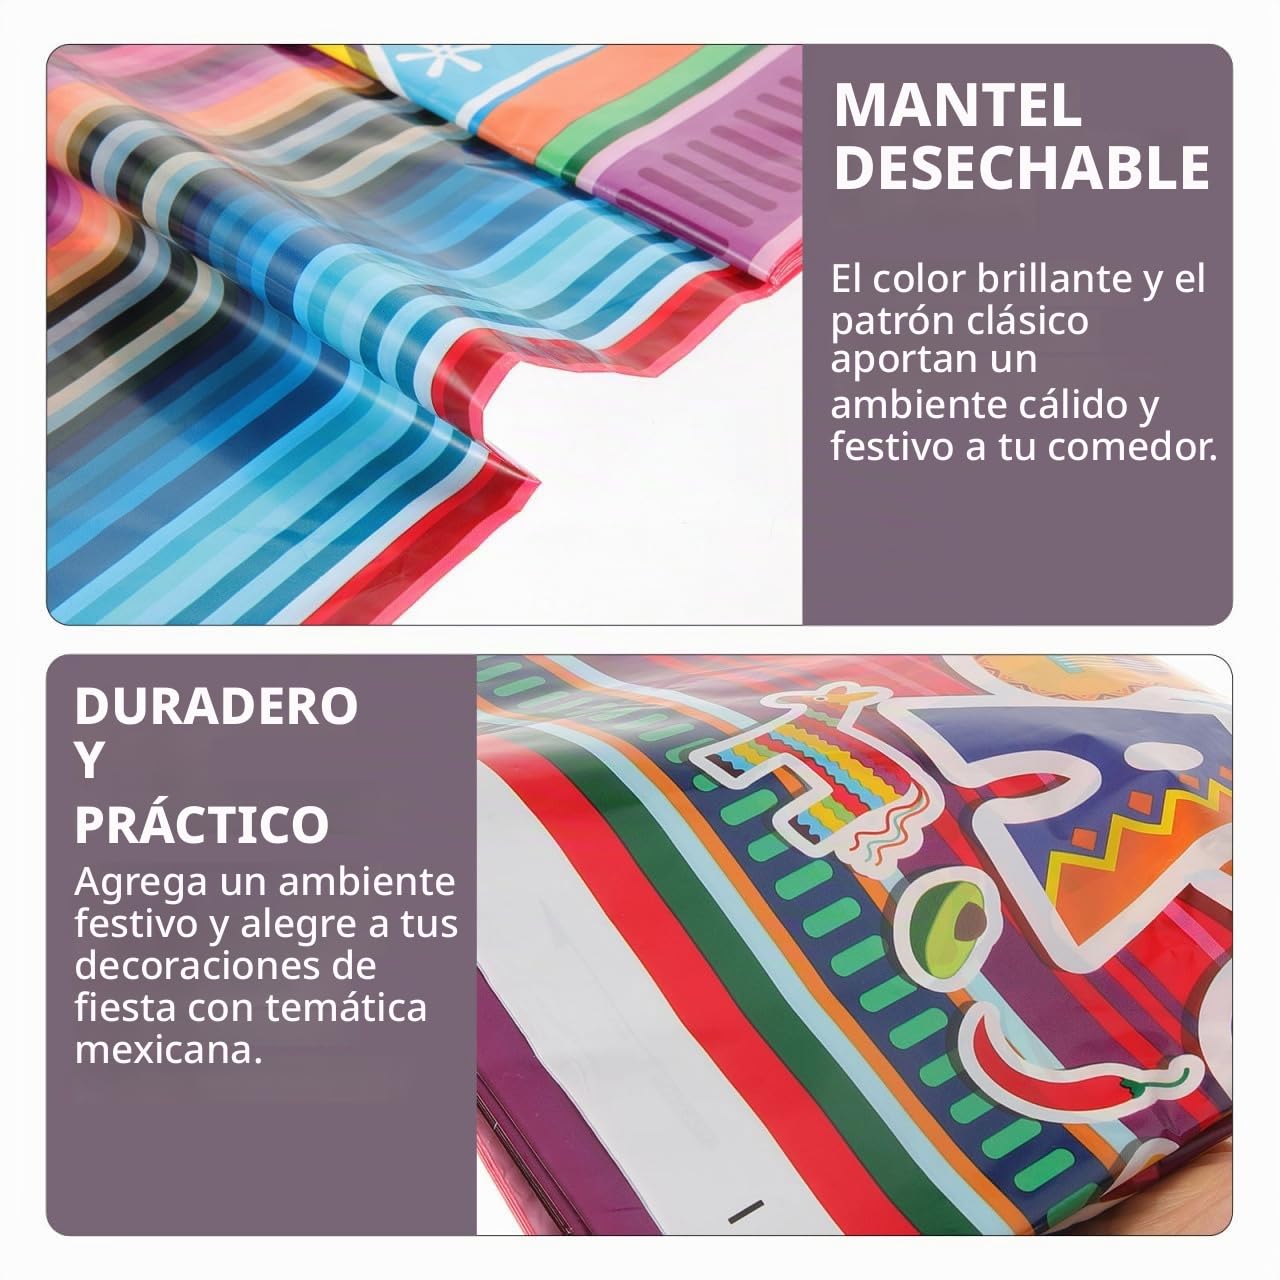 MANTEL
DESECHABLE
El color brillante y el
patrón clásico
aportan un
ambiente cálido y
festivo a tu comedor.
DURADERO
Y
PRÁCTICO
Agrega un ambiente
festivo y alegre a tus
decoraciones de
fiesta con temática
mexicana.